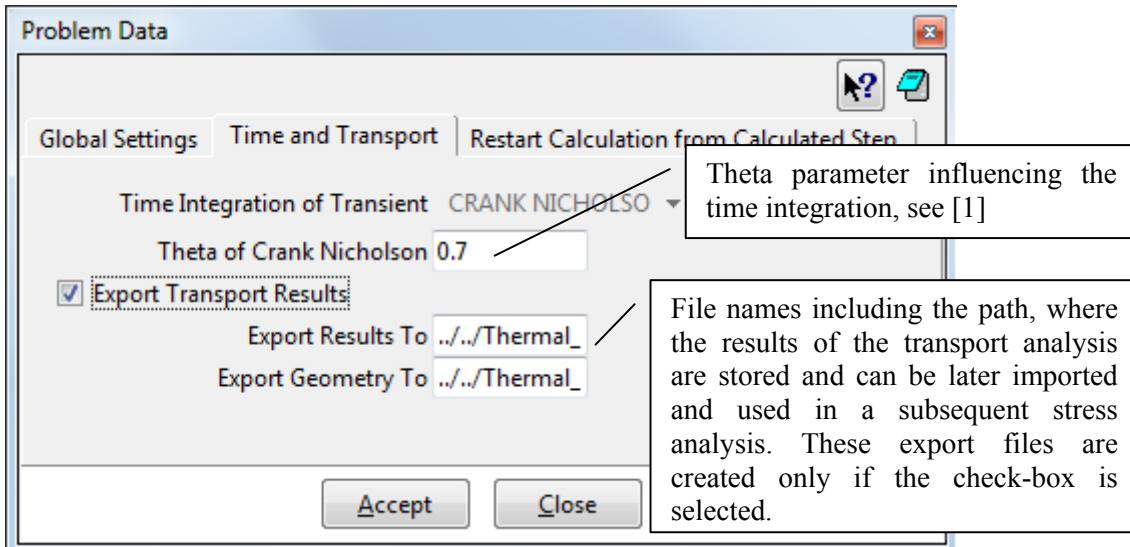 Problem Data
Global Settings
Time and Transport
Restart Calculation from Calculated Step
Time Integration of Transient CRANK NICHOLSO
Theta of Crank Nicholson 0.7
Export Transport Results
Export Results To ../../Thermal_
Export Geometry To ../../Thermal_
Accept
Close
Theta parameter influencing the
time integration, see [1]
File names including the path, where
the results of the transport analysis
are stored and can be later imported
and used in a subsequent stress
analysis. These export files are
created only if the check-box is
selected.